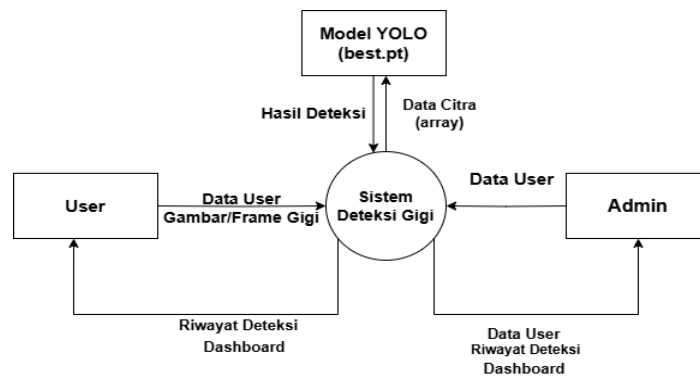 Model YOLO
(best.pt)
Hasil Deteksi
Data Citra
(array)
User
Data User
Gambar/Frame Gigi
Sistem
Deteksi Gigi
Data User
Admin
Riwayat Deteksi
Dashboard
Data User
Riwayat Deteksi
Dashboard